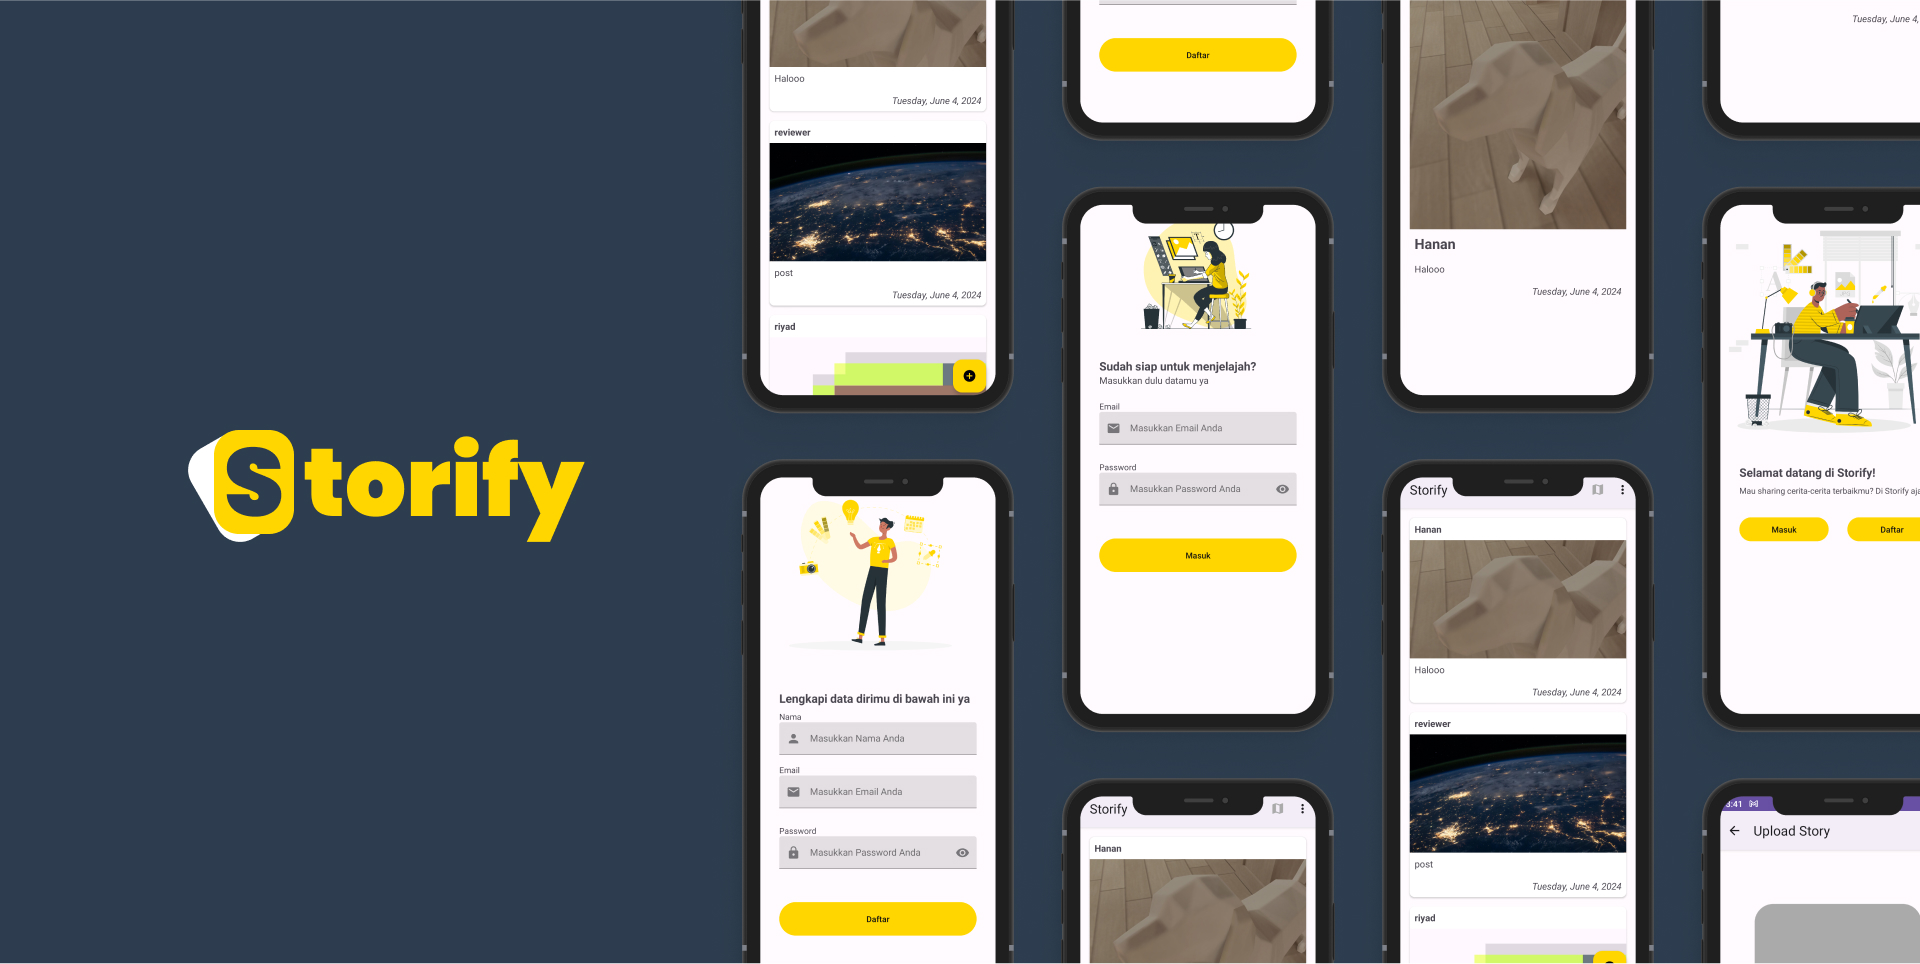 Storify
Halooo
Tuesday, June 4, 2024
reviewer
post
Tuesday, June 4, 2024
riyad
Lengkapi data dirimu di bawah ini ya
Nama
Masukkan Nama Anda
Email
Masukkan Email Anda
Password
Masukkan Password Anda
Daftar
Daftar
Sudah siap untuk menjelajah?
Masukkan dulu datamu ya
Email
Masukkan Email Anda
Password
Masukkan Password Anda
Masuk
Storify
Hanan
Hanan
Halooo
Tuesday, June 4, 2024
Storify
Hanan
Halooo
Tuesday, June 4, 2024
reviewer
post
Tuesday, June 4, 2024
riyad
Tuesday, June 4,
Selamat datang di Storify!
Mau sharing cerita-cerita terbaikmu? Di Storify aja
Masuk
Daftar
:41
Upload Story